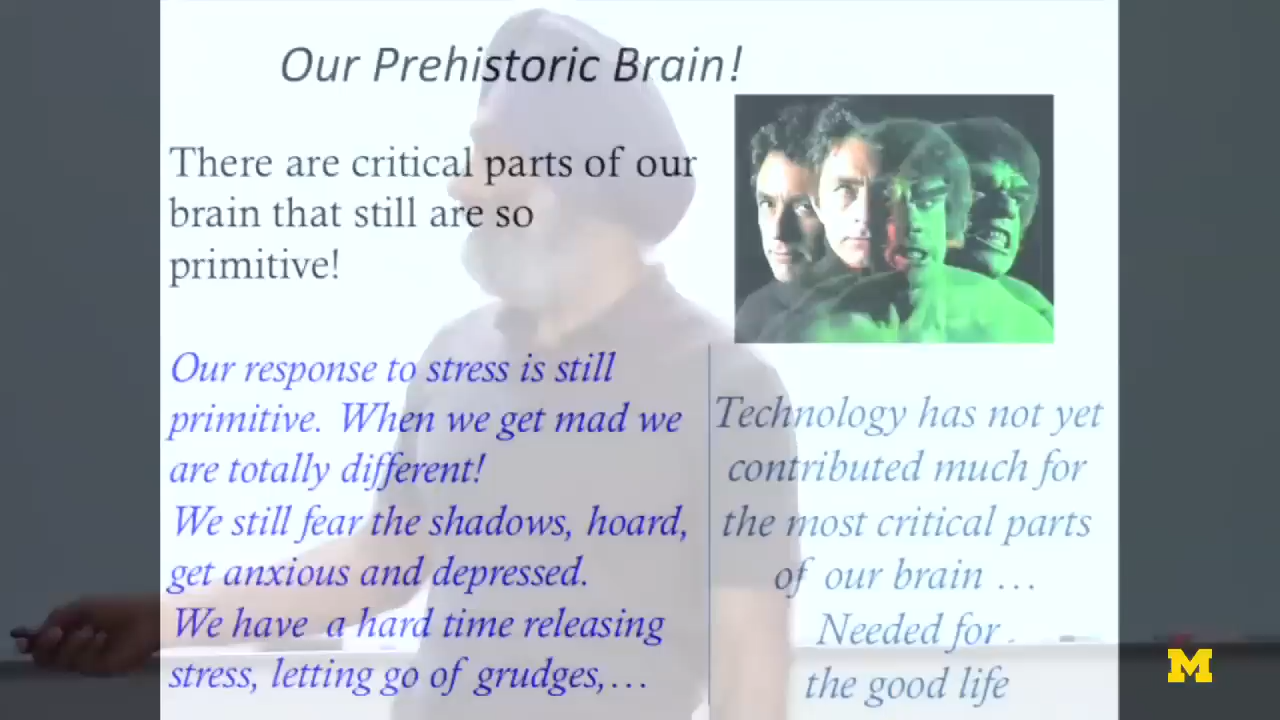 Our Prehistoric Brain!
There are critical parts of our
brain that still are so
primitive!
Our response to stress is still
primitive. When we get mad we
are totally different!
We still fear the shadows, hoard,
get anxious and depressed.
We have a hard time releasing
stress, letting go of grudges,...
Technology has not yet
contributed much for
the most critical parts
of our brain ...
Needed for .
the good life
M